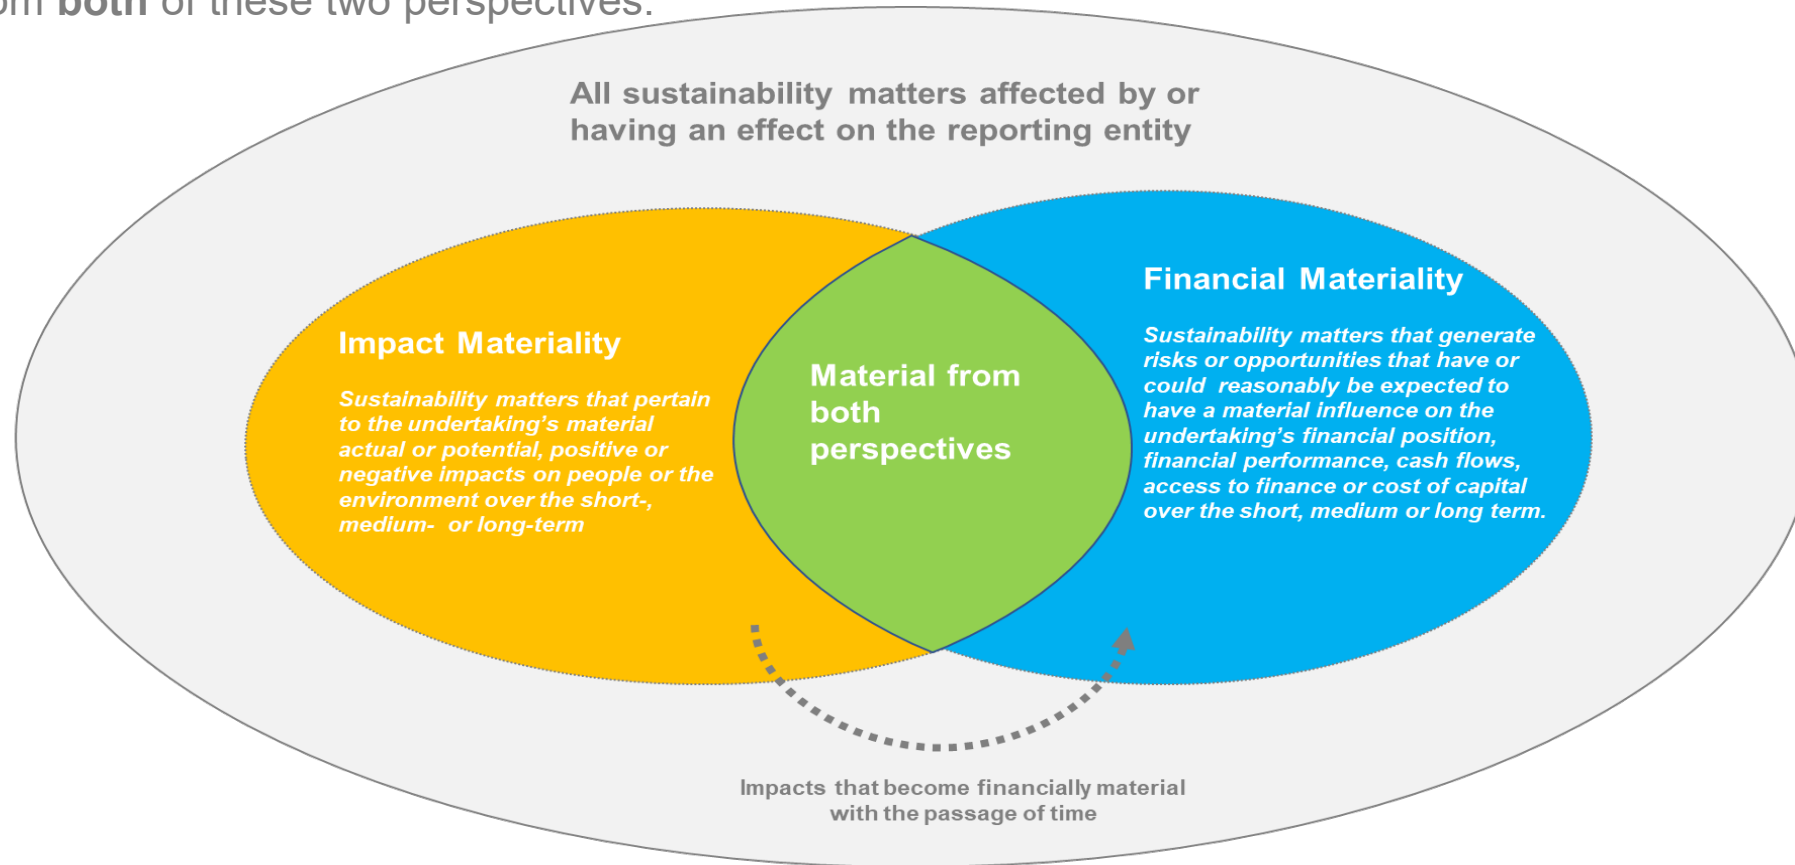 both of these two perspectives.
All sustainability matters affected by or
having an effect on the reporting entity
Financial Materiality
Sustainability matters that generate
risks or opportunities that have or
could reasonably be expected to
have a material influence on the
undertaking's financial position,
financial performance, cash flows,
access to finance or cost of capital
over the short, medium or long term.
Impact Materiality
Sustainability matters that pertain
to the undertaking's material
actual or potential, positive or
negative impacts on people or the
environment over the short-,
medium- or long-term
Material from
both
perspectives
Impacts that become financially material
with the passage of time